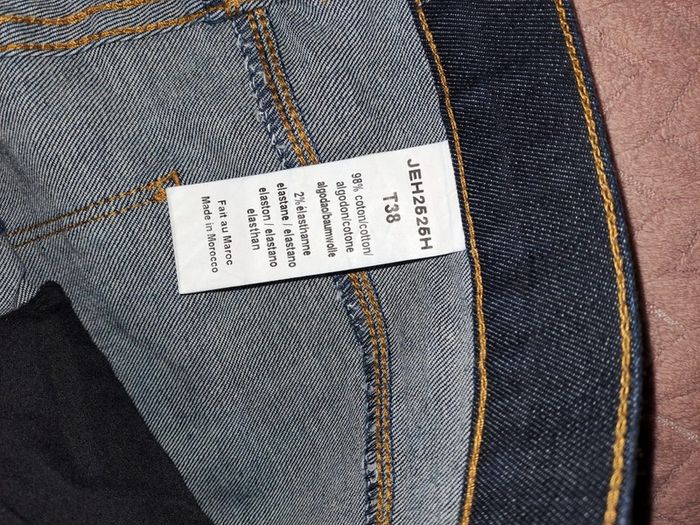 JEH2525H
T38
98% coton/cotton/
algodon/cotone
algodao/baumwolle
2% élasthanne
elastane / elastano
elaston / elastano
elasthan
Fait au Maroc
Made in Morocco